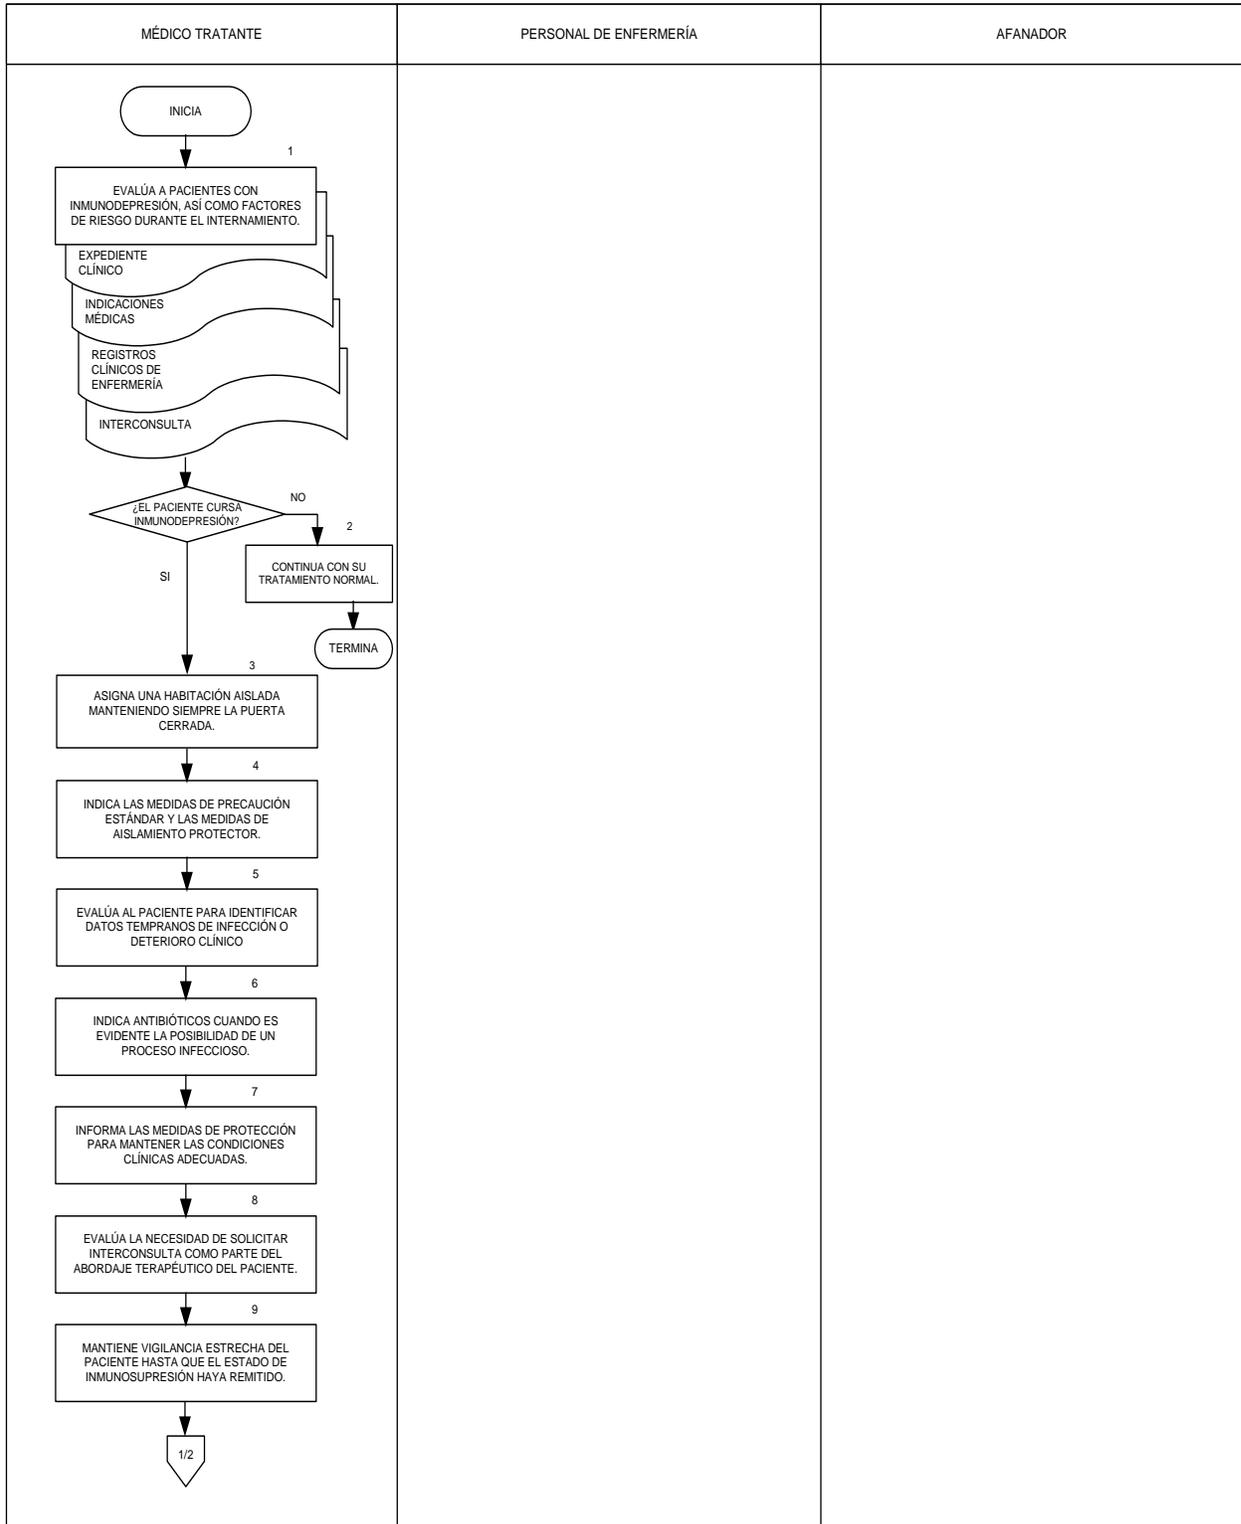 MÉDICO TRATANTE
PERSONAL DE ENFERMERÍA
AFANADOR
INICIA
1
EVALÚA A PACIENTES CON
INMUNODEPRESIÓN, ASÍ COMO FACTORES
DE RIESGO DURANTE EL INTERNAMIENTO.
EXPEDIENTE
CLÍNICO
INDICACIONES
MÉDICAS
REGISTROS
CLÍNICOS DE
ENFERMERÍA
INTERCONSULTA
¿EL PACIENTE CURSA
INMUNODEPRESIÓN?
NO
2
CONTINUA CON SU
TRATAMIENTO NORMAL.
TERMINA
SI
3
ASIGNA UNA HABITACIÓN AISLADA
MANTENIENDO SIEMPRE LA PUERTA
CERRADA.
4
INDICA LAS MEDIDAS DE PRECAUCIÓN
ESTÁNDAR Y LAS MEDIDAS DE
AISLAMIENTO PROTECTOR.
5
EVALÚA AL PACIENTE PARA IDENTIFICAR
DATOS TEMPRANOS DE INFECCIÓN O
DETERIORO CLÍNICO
6
INDICA ANTIBIÓTICOS CUANDO ES
EVIDENTE LA POSIBILIDAD DE UN
PROCESO INFECCIOSO.
7
INFORMA LAS MEDIDAS DE PROTECCIÓN
PARA MANTENER LAS CONDICIONES
CLÍNICAS ADECUADAS.
8
EVALÚA LA NECESIDAD DE SOLICITAR
INTERCONSULTA COMO PARTE DEL
ABORDAJE TERAPÉUTICO DEL PACIENTE.
9
MANTIENE VIGILANCIA ESTRECHA DEL
PACIENTE HASTA QUE EL ESTADO DE
INMUNOSUPRESIÓN HAYA REMITIDO.
1/2